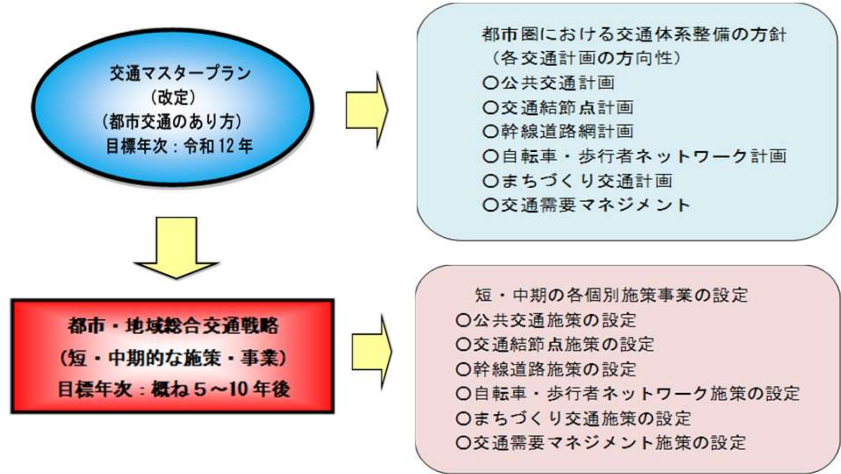 交通マスタープラン
(改定)
(都市交通のあり方)
目標年次：令和12年
都市圏における交通体系整備の方針
（各交通計画の方向性）
○公共交通計画
○交通結節点計画
○幹線道路網計画
○自転車・歩行者ネットワーク計画
○まちづくり交通計画
○交通需要マネジメント
都市・地域総合交通戦略
(短・中期的な施策・事業)
目標年次：概ね５～10年後
短・中期の各個別施策事業の設定
○公共交通施策の設定
○交通結節点施策の設定
○幹線道路施策の設定
○自転車・歩行者ネットワーク施策の設定
○まちづくり交通施策の設定
○交通需要マネジメント施策の設定